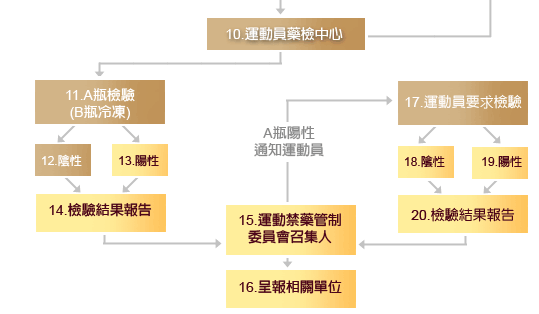 10.運動員藥檢中心
11.A瓶檢驗
(B瓶冷凍)
17.運動員要求檢驗
A瓶陽性
通知運動員
12.陰性
13.陽性
18.陰性
19.陽性
14.檢驗結果報告
15.運動禁藥管制
委員會召集人
20.檢驗結果報告
16.呈報相關單位